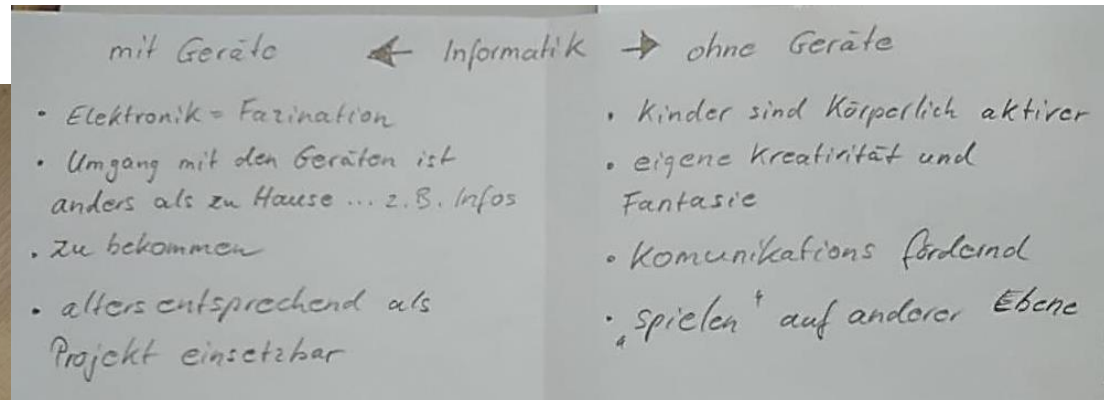 mit Geräte ← Informatik → ohne Geräte
• Elektronik = Fazination
• Umgang mit den Geräten ist
anders als zu Hause ... z.B. Infos
• zu bekommen
• altersentsprechend als
Projekt einsetzbar
• Kinder sind Körperlich aktiver
• eigene Kreativität und
Fantasie
• Komunikations fördernd
• „spielen“ auf anderer Ebene